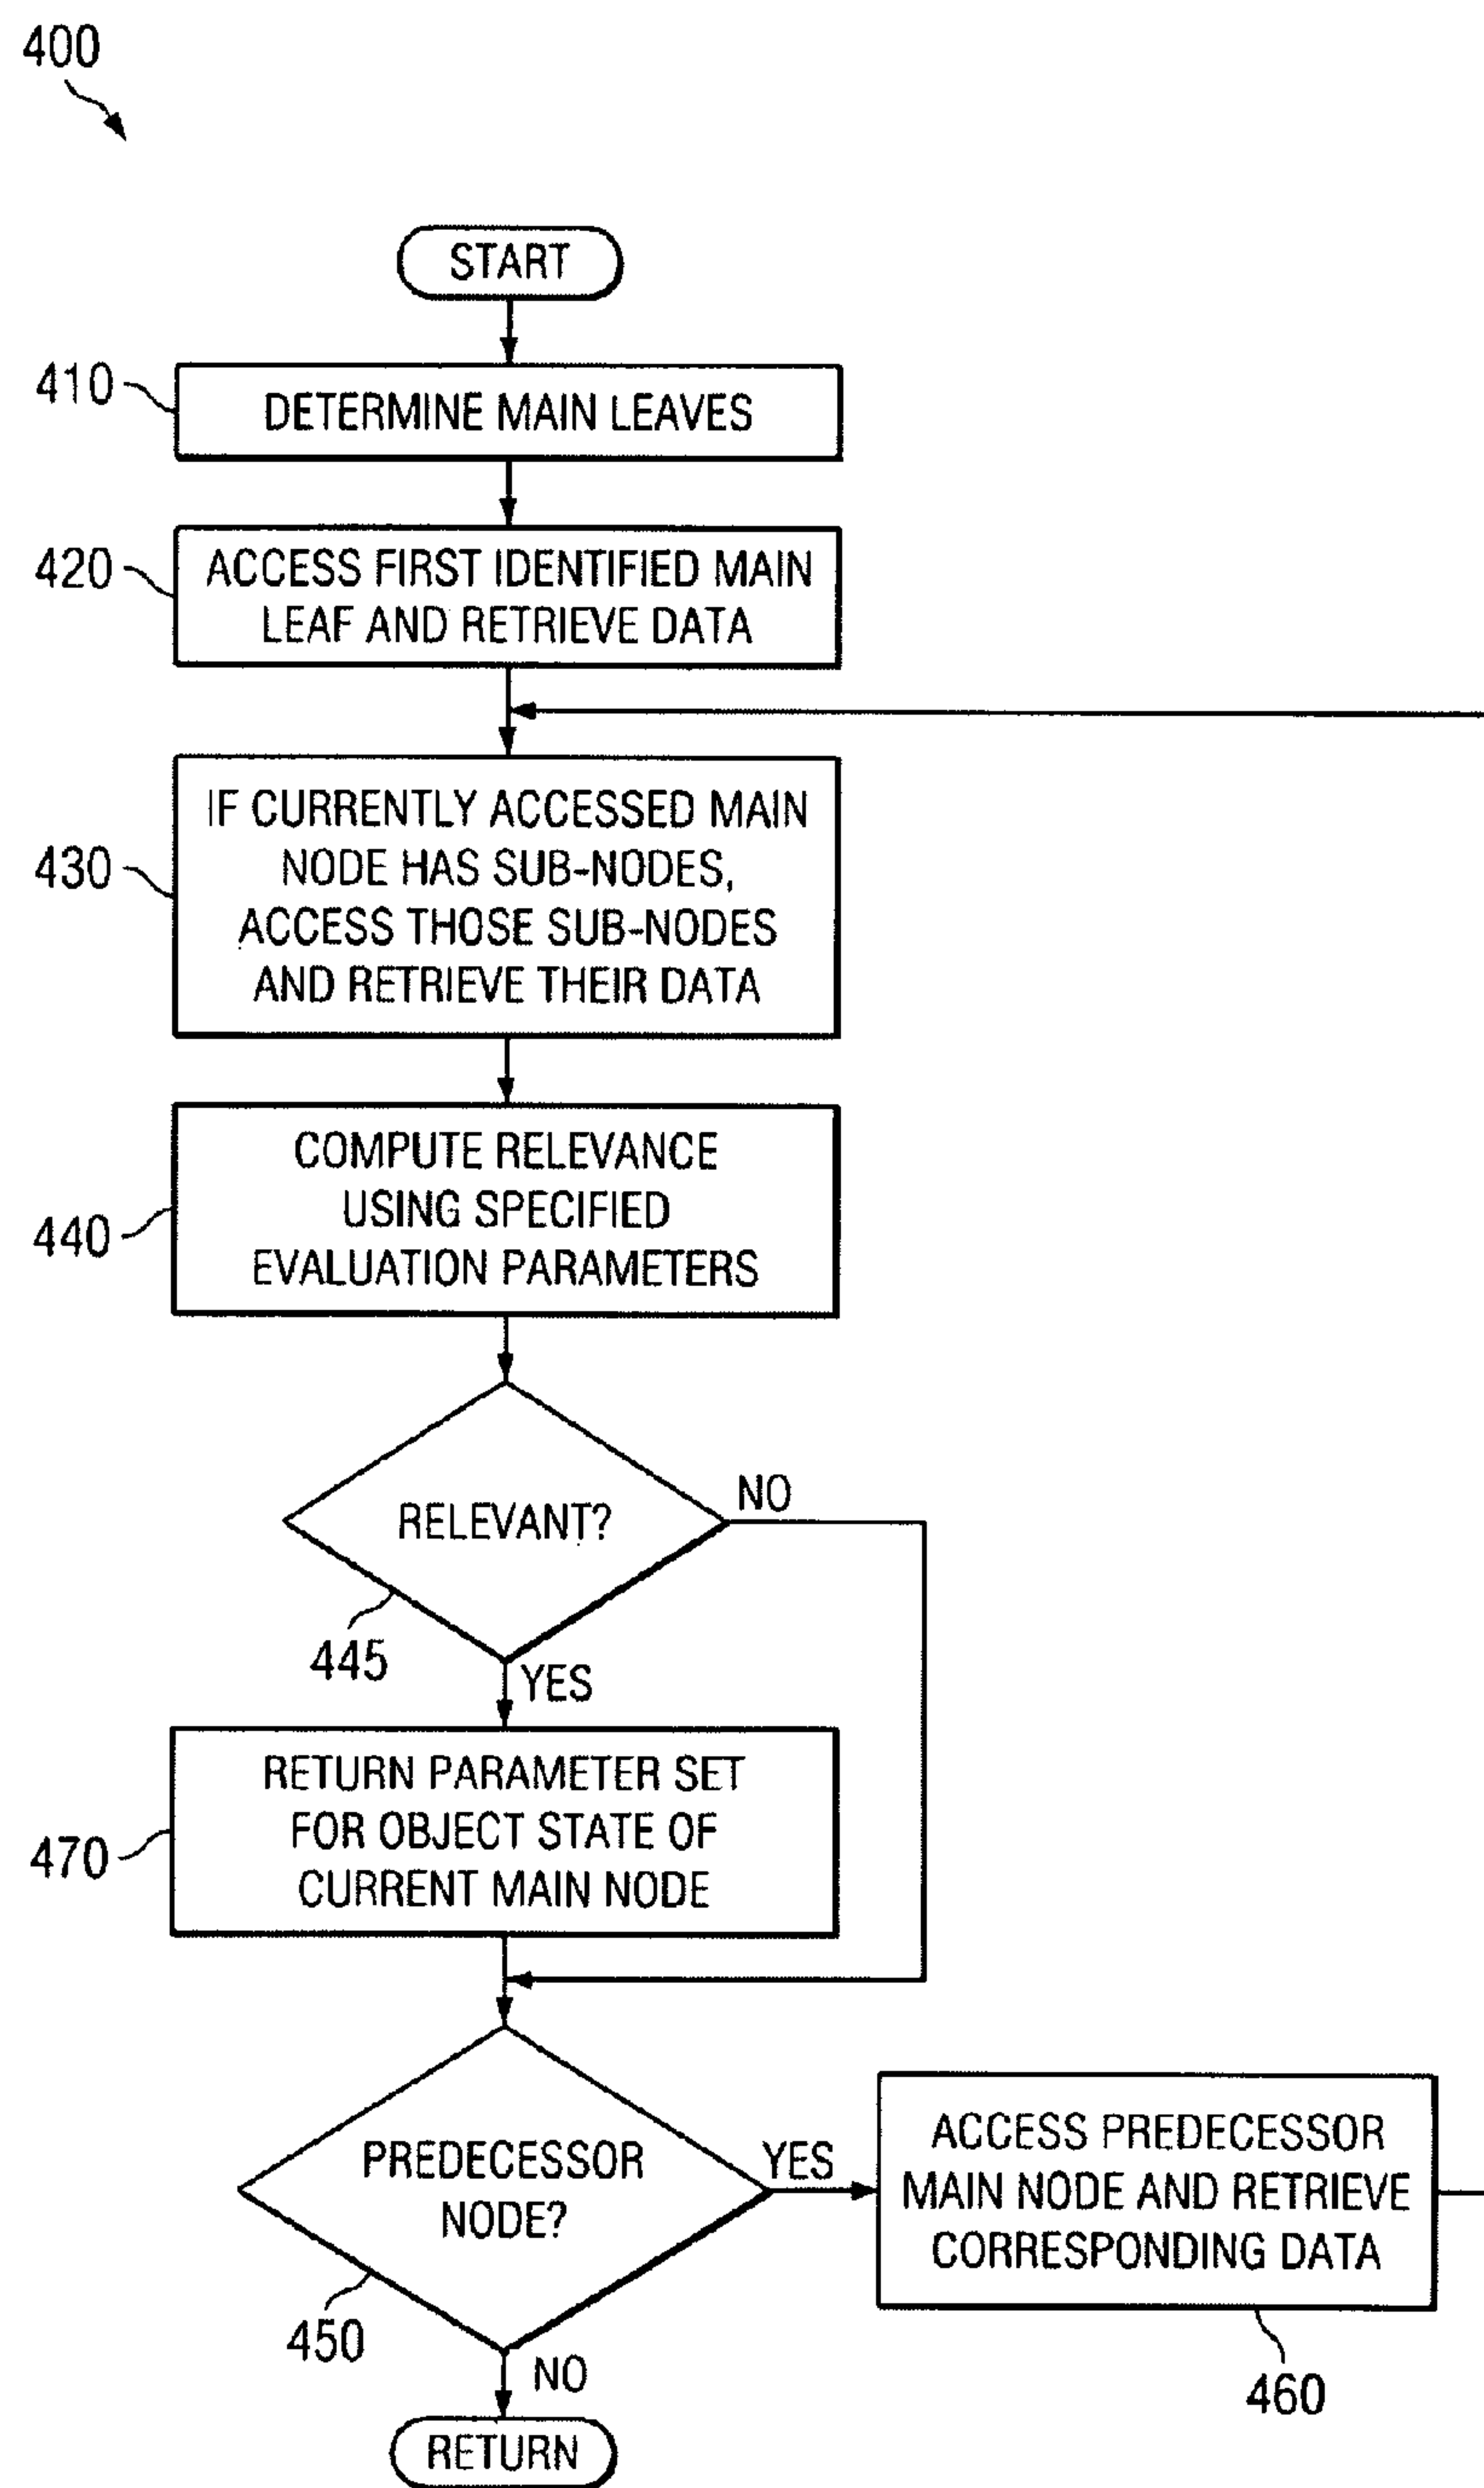 400
START
410
DETERMINE MAIN LEAVES
420
ACCESS FIRST IDENTIFIED MAIN
LEAF AND RETRIEVE DATA
430
IF CURRENTLY ACCESSED MAIN
NODE HAS SUB-NODES,
ACCESS THOSE SUB-NODES
AND RETRIEVE THEIR DATA
440
COMPUTE RELEVANCE
USING SPECIFIED
EVALUATION PARAMETERS
RELEVANT?
NO
445
YES
470
RETURN PARAMETER SET
FOR OBJECT STATE OF
CURRENT MAIN NODE
PREDECESSOR
NODE?
YES
450
NO
ACCESS PREDECESSOR
MAIN NODE AND RETRIEVE
CORRESPONDING DATA
460
RETURN